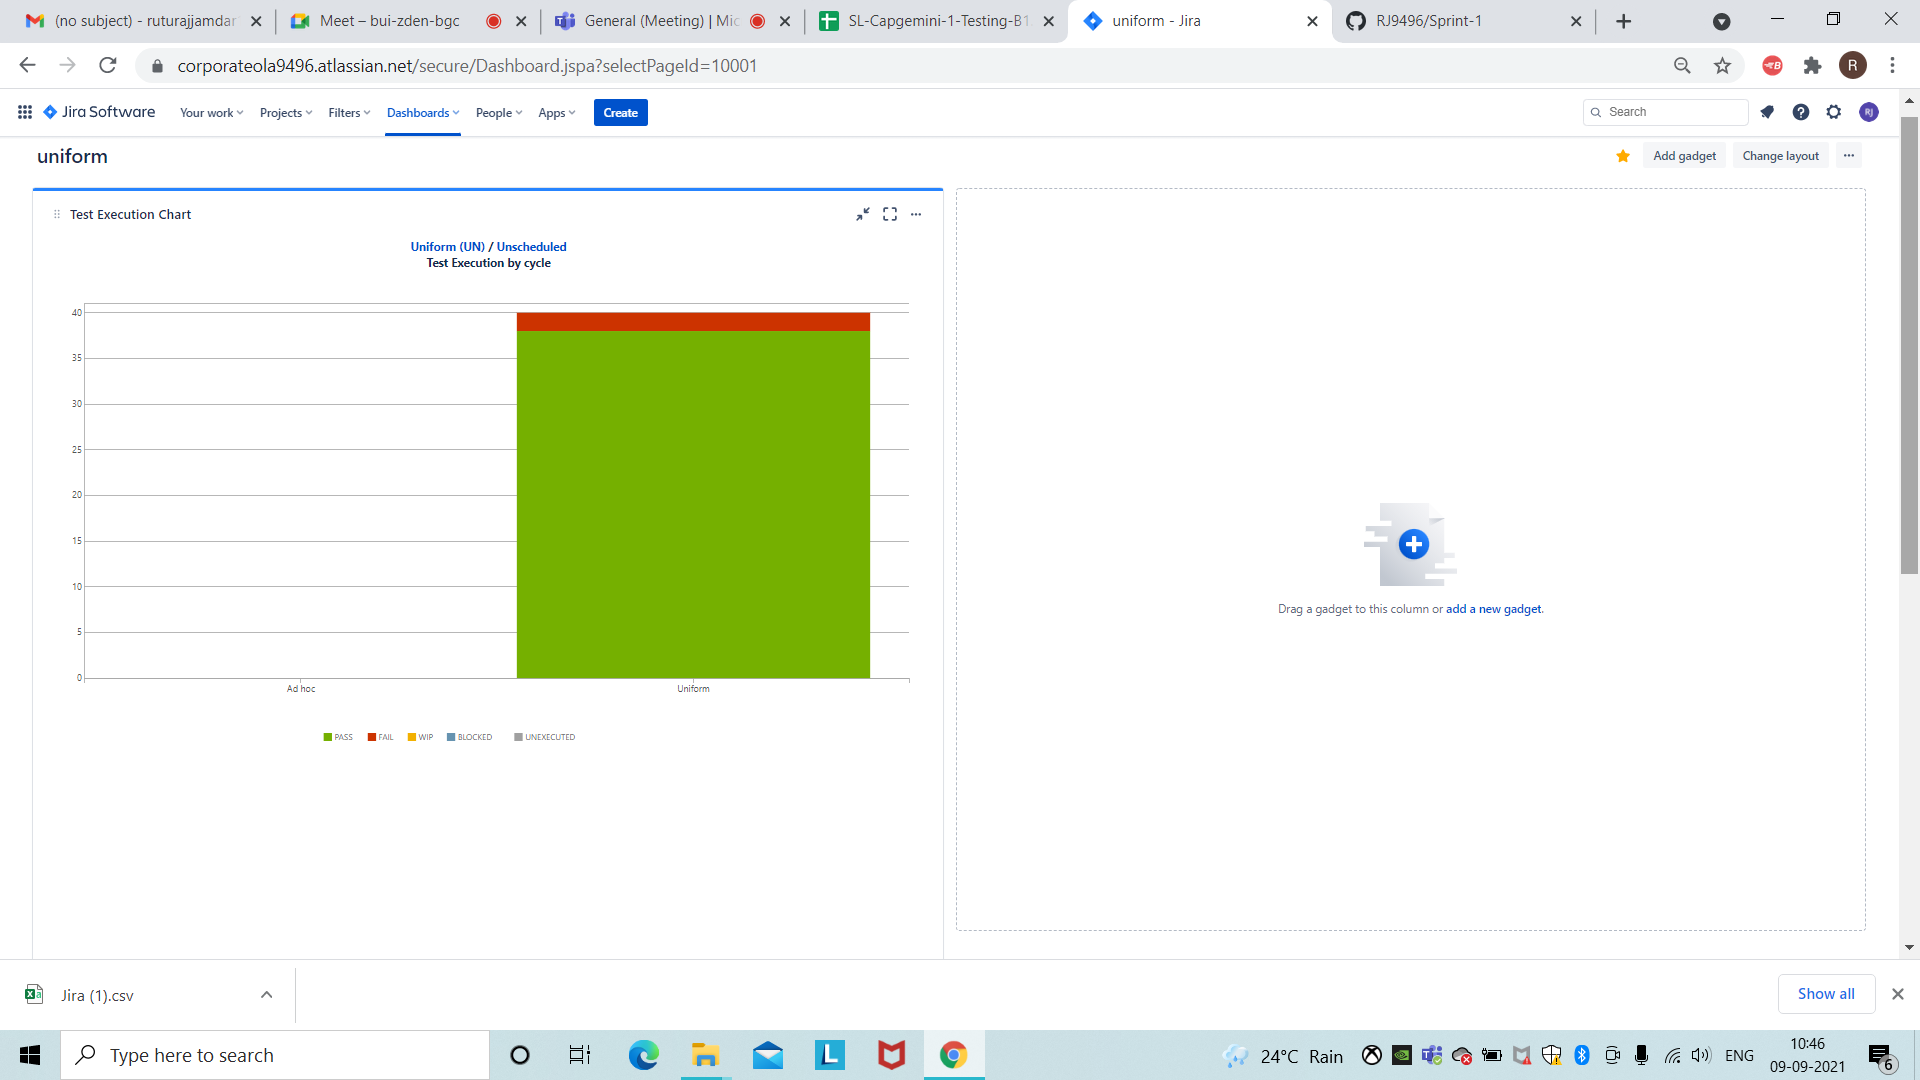 (no subject) - ruturajjamdar
Meet – bui-zden-bgc
General (Meeting) | Mic
SL-Capgemini-1-Testing-B1
uniform - Jira
RJ9496/Sprint-1
corporateola9496.atlassian.net/secure/Dashboard.jspa?selectPageId=10001
R
Jira Software
Your work
Projects
Filters
Dashboards
People
Apps
Create
Search
RJ
uniform
Add gadget
Change layout
Test Execution Chart
Uniform (UN) / Unscheduled
Test Execution by cycle
40
35
30
25
20
15
10
5
0
Ad hoc
Uniform
PASS
FAIL
WIP
BLOCKED
UNEXECUTED
Drag a gadget to this column or add a new gadget.
Jira (1).csv
Show all
Type here to search
24°C Rain
ENG
10:46
09-09-2021
6